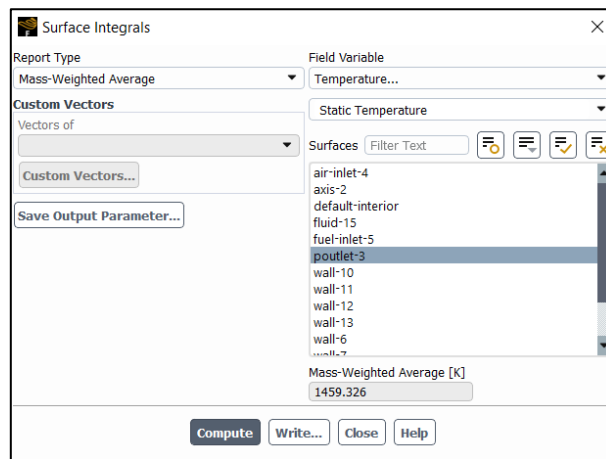 Surface Integrals
Report Type
Mass-Weighted Average
Custom Vectors
Vectors of
Custom Vectors...
Save Output Parameter...
Field Variable
Temperature...
Static Temperature
Surfaces Filter Text
air-inlet-4
axis-2
default-interior
fluid-15
fuel-inlet-5
poutlet-3
wall-10
wall-11
wall-12
wall-13
wall-6
wall-7
Mass-Weighted Average [K]
1459.326
Compute Write... Close Help